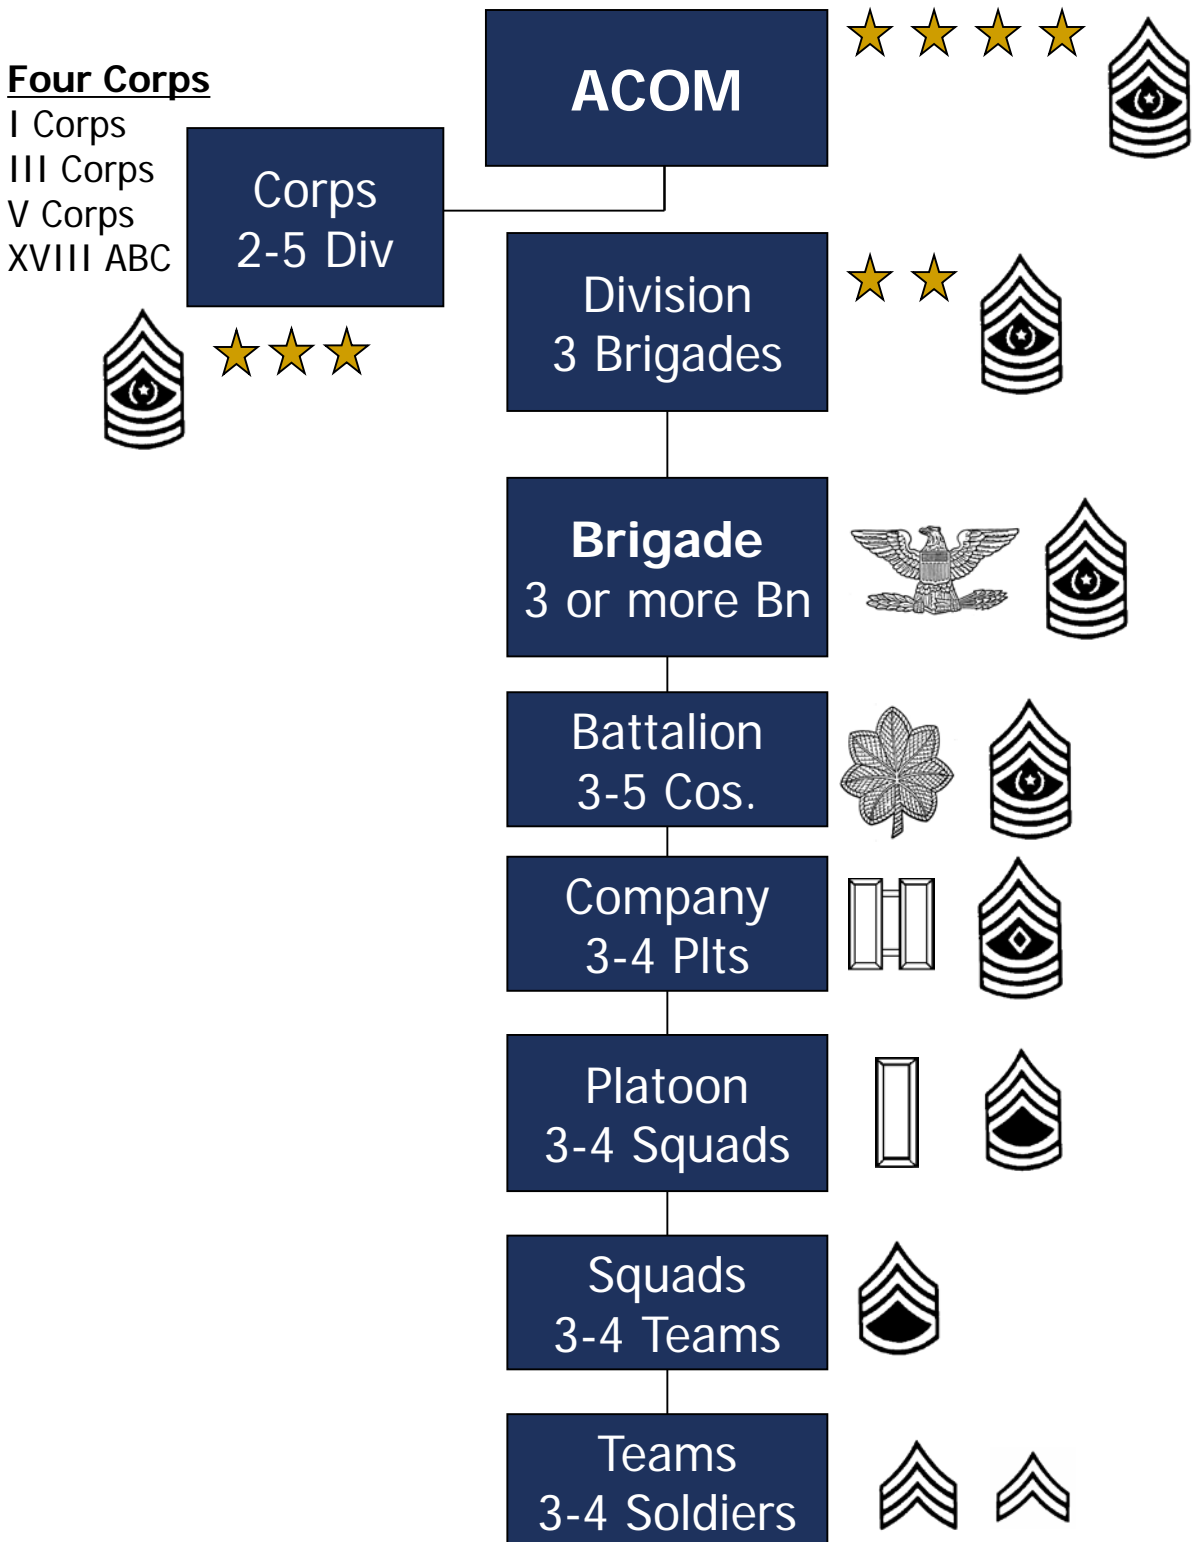 ACOM
Four Corps
I Corps
III Corps
V Corps
XVIII ABC
Corps
2-5 Div
Division
3 Brigades
Brigade
3 or more Bn
Battalion
3-5 Cos.
Company
3-4 Plts
Platoon
3-4 Squads
Squads
3-4 Teams
Teams
3-4 Soldiers